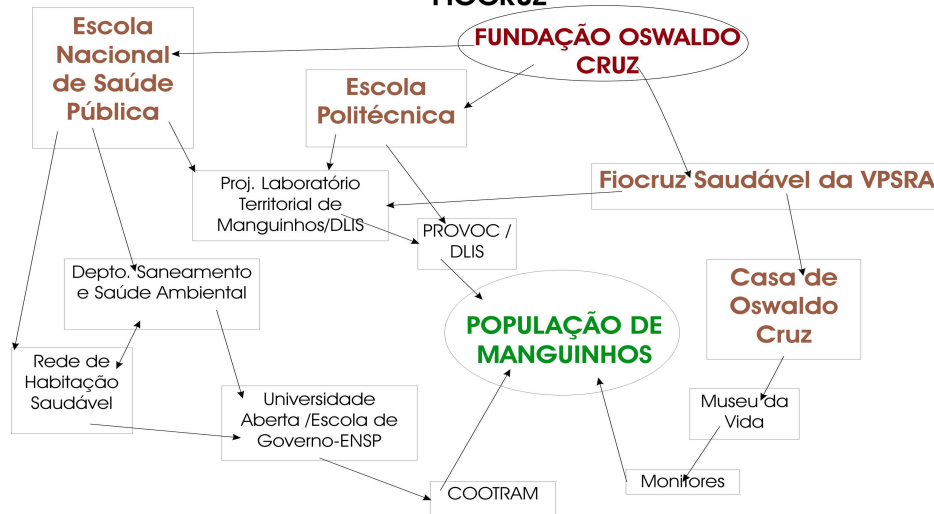 FIOCRUZ
FUNDAÇÃO OSWALDO
CRUZ
Escola
Nacional
de Saúde
Pública
Escola
Politécnica
Fiocruz Saudável da VPSRA
Proj. Laboratório
Territorial de
Manguinhos/DLIS
PROVOC /
DLIS
Depto. Saneamento
e Saúde Ambiental
Casa de
Oswaldo
Cruz
POPULAÇÃO DE
MANGUINHOS
Rede de
Habitação
Saudável
Universidade
Aberta /Escola de
Governo-ENSP
Museu da
Vida
Monitores
COOTRAM